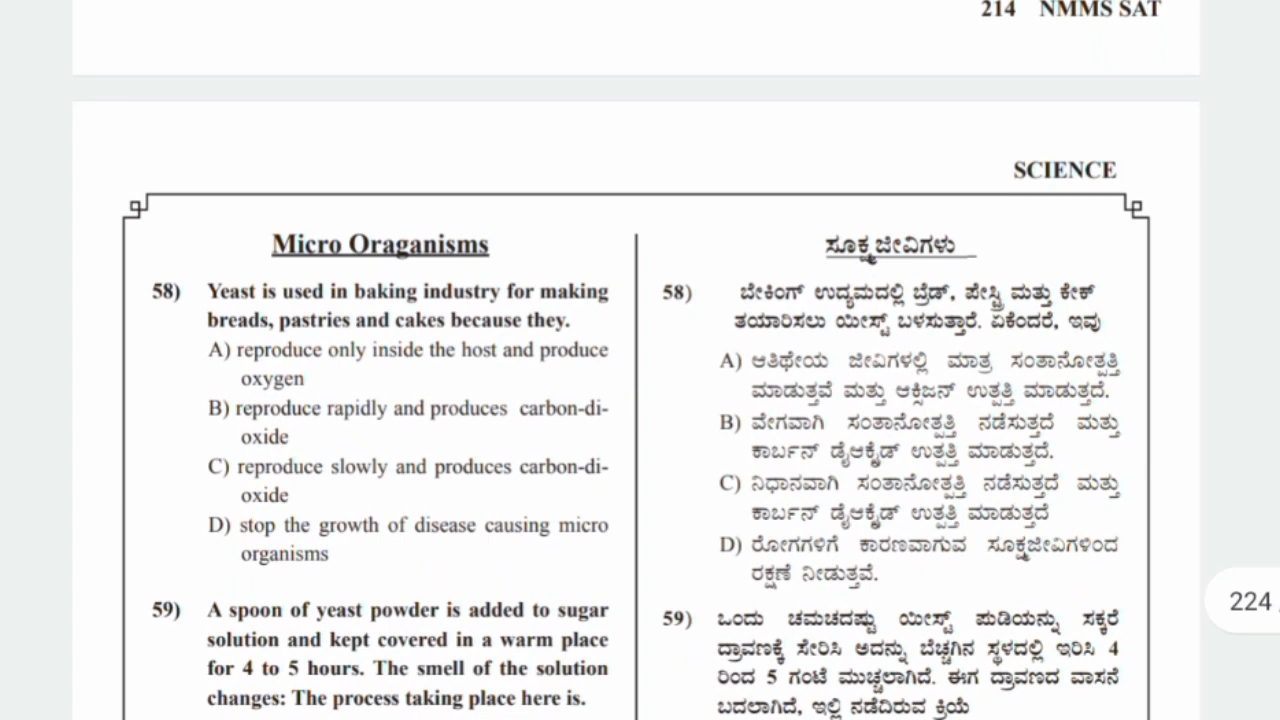 214 NMMS SAT
SCIENCE
Micro Oraganisms
58) Yeast is used in baking industry for making
breads, pastries and cakes because they.
A) reproduce only inside the host and produce
oxygen
B) reproduce rapidly and produces carbon-di-
oxide
C) reproduce slowly and produces carbon-di-
oxide
D) stop the growth of disease causing micro
organisms
59) A spoon of yeast powder is added to sugar
solution and kept covered in a warm place
for 4 to 5 hours. The smell of the solution
changes: The process taking place here is.
ಸೂಕ್ಷ್ಮಜೀವಿಗಳು
58) ಬೇಕಿಂಗ್ ಉದ್ಯಮದಲ್ಲಿ ಬ್ರೆಡ್, ಪೇಸ್ಟ್ರಿ ಮತ್ತು ಕೇಕ್
ತಯಾರಿಸಲು ಯೀಸ್ಟ್ ಬಳಸುತ್ತಾರೆ. ಏಕೆಂದರೆ, ಇವು
A) ಆತಿಥೇಯ ಜೀವಿಗಳಲ್ಲಿ ಮಾತ್ರ ಸಂತಾನೋತ್ಪತ್ತಿ
ಮಾಡುತ್ತವೆ ಮತ್ತು ಆಕ್ಸಿಜನ್ ಉತ್ಪತ್ತಿ ಮಾಡುತ್ತದೆ.
B) ವೇಗವಾಗಿ ಸಂತಾನೋತ್ಪತ್ತಿ ನಡೆಸುತ್ತದೆ ಮತ್ತು
ಕಾರ್ಬನ್ ಡೈಆಕ್ಸೈಡ್ ಉತ್ಪತ್ತಿ ಮಾಡುತ್ತದೆ.
C) ನಿಧಾನವಾಗಿ ಸಂತಾನೋತ್ಪತ್ತಿ ನಡೆಸುತ್ತದೆ ಮತ್ತು
ಕಾರ್ಬನ್ ಡೈಆಕ್ಸೈಡ್ ಉತ್ಪತ್ತಿ ಮಾಡುತ್ತದೆ
D) ರೋಗಗಳಿಗೆ ಕಾರಣವಾಗುವ ಸೂಕ್ಷ್ಮಜೀವಿಗಳಿಂದ
ರಕ್ಷಣೆ ನೀಡುತ್ತವೆ.
59) ಒಂದು ಚಮಚದಷ್ಟು ಯೀಸ್ಟ್ ಪುಡಿಯನ್ನು ಸಕ್ಕರೆ
ದ್ರಾವಣಕ್ಕೆ ಸೇರಿಸಿ ಅದನ್ನು ಬೆಚ್ಚಗಿನ ಸ್ಥಳದಲ್ಲಿ ಇರಿಸಿ 4
ರಿಂದ 5 ಗಂಟೆ ಮುಚ್ಚಲಾಗಿದೆ. ಈಗ ದ್ರಾವಣದ ವಾಸನೆ
ಬದಲಾಗಿದೆ, ಇಲ್ಲಿ ನಡೆದಿರುವ ಕ್ರಿಯೆ
224